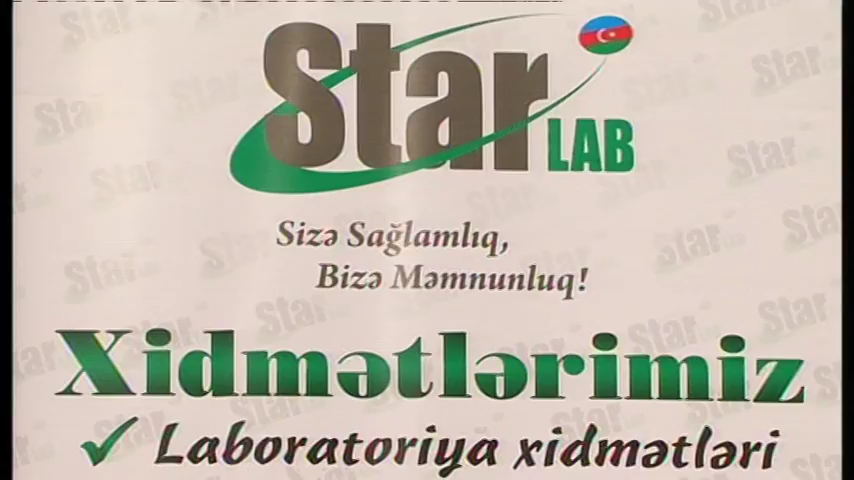 Star LAB
Sizə Sağlamlıq,
Bizə Məmnunluq!
Xidmətlərimiz
✓ Laboratoriya xidmətləri